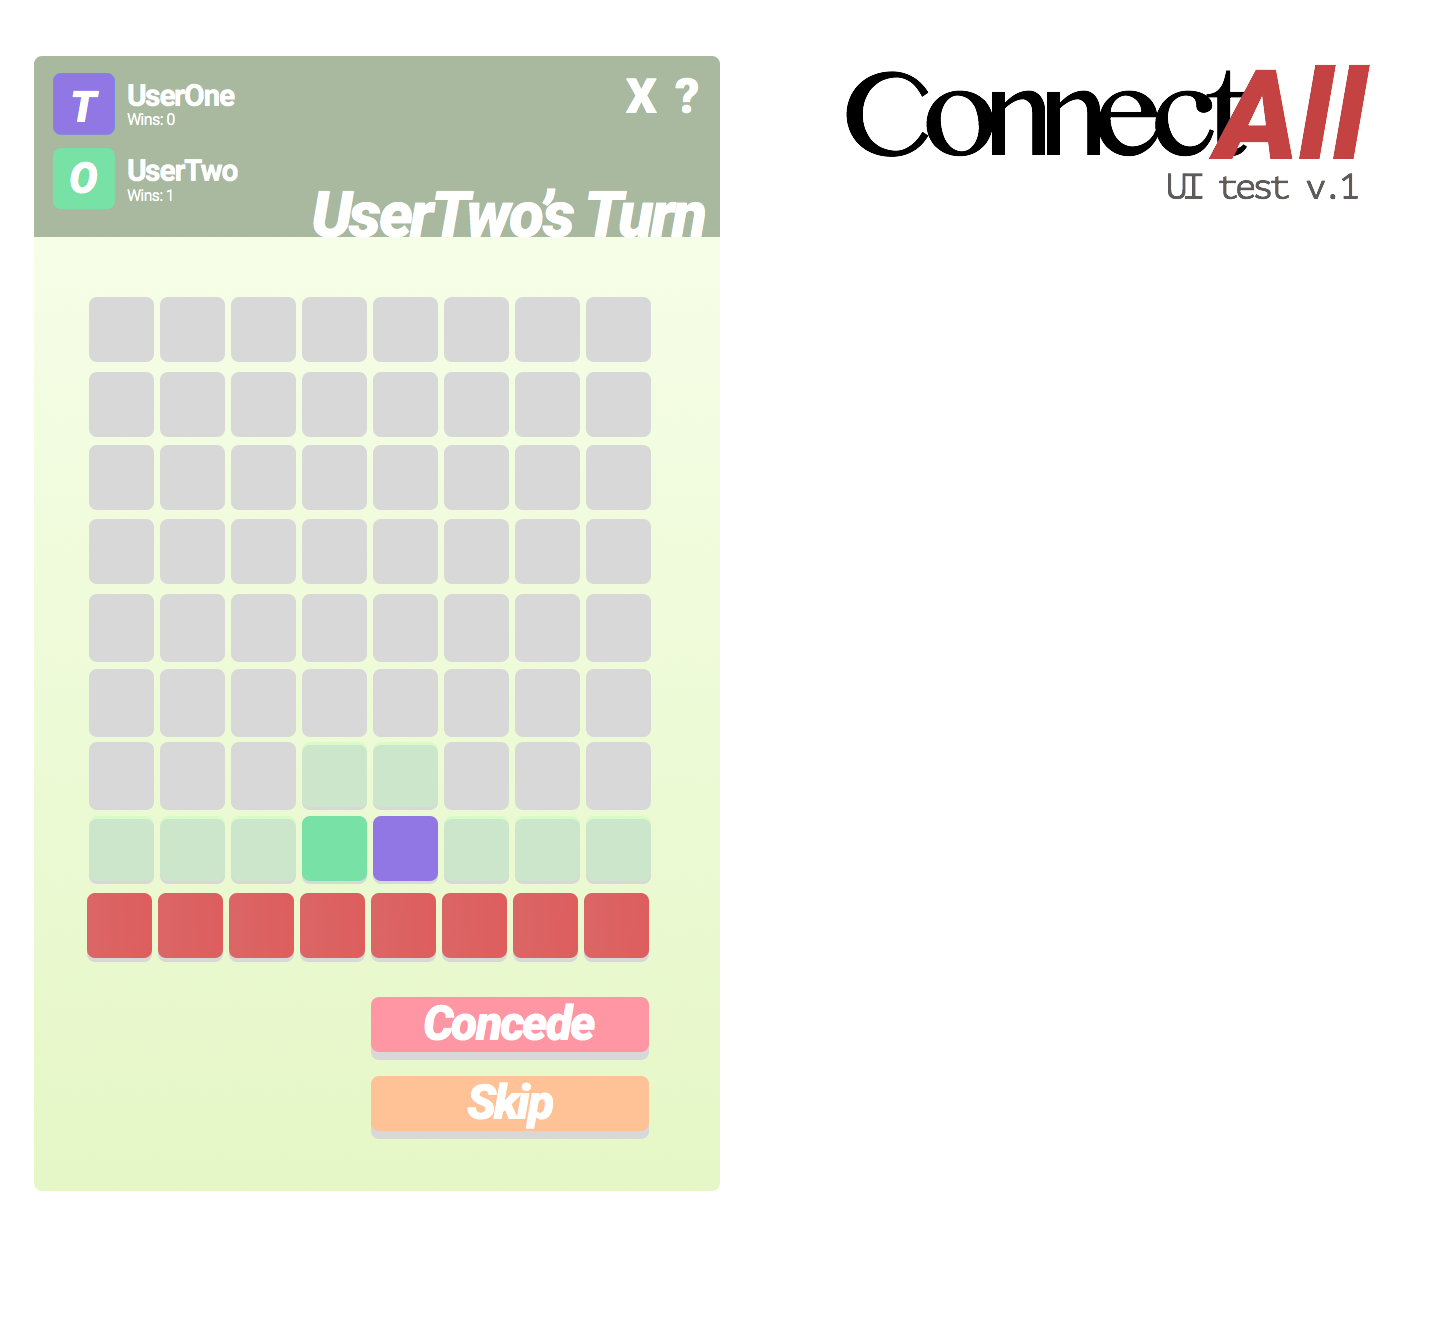 T
UserOne
Wins: 0
X ?
O
UserTwo
Wins: 1
UserTwo’s Turn
Concede
Skip
ConnectAll
UI test v.1